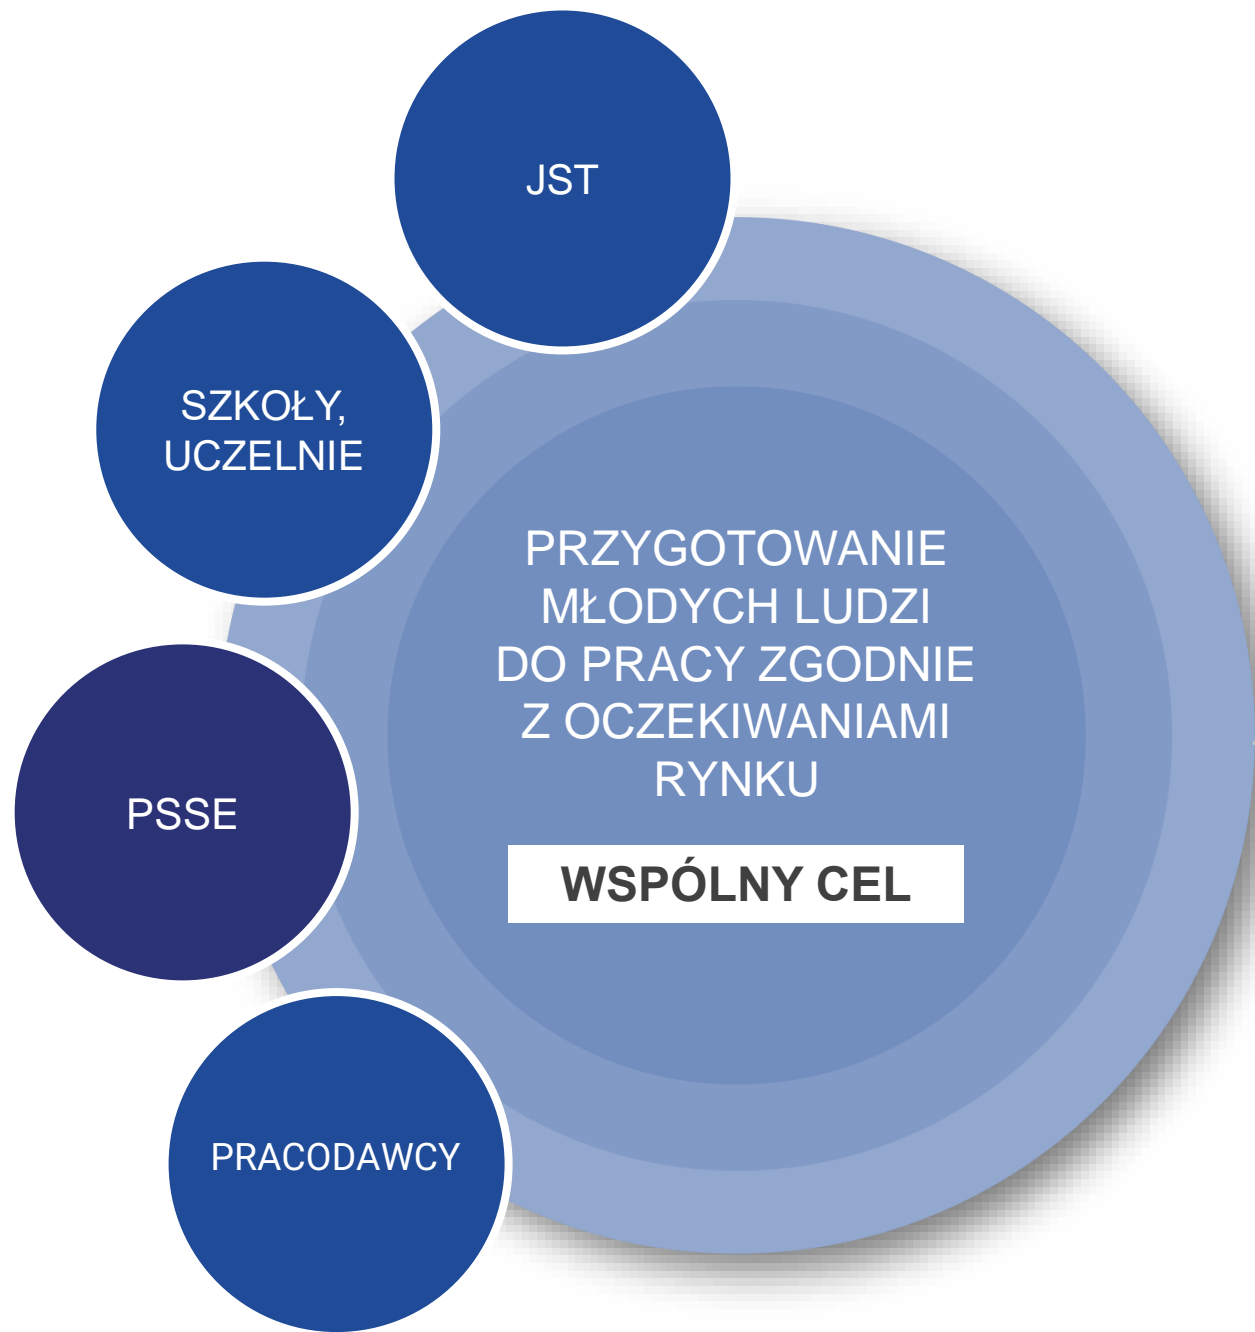 JST
SZKOŁY,
UCZELNIE
PRZYGOTOWANIE
MŁODYCH LUDZI
DO PRACY ZGODNIE
Z OCZEKIWANIAMI
RYNKU
PSSE
WSPÓLNY CEL
PRACODAWCY